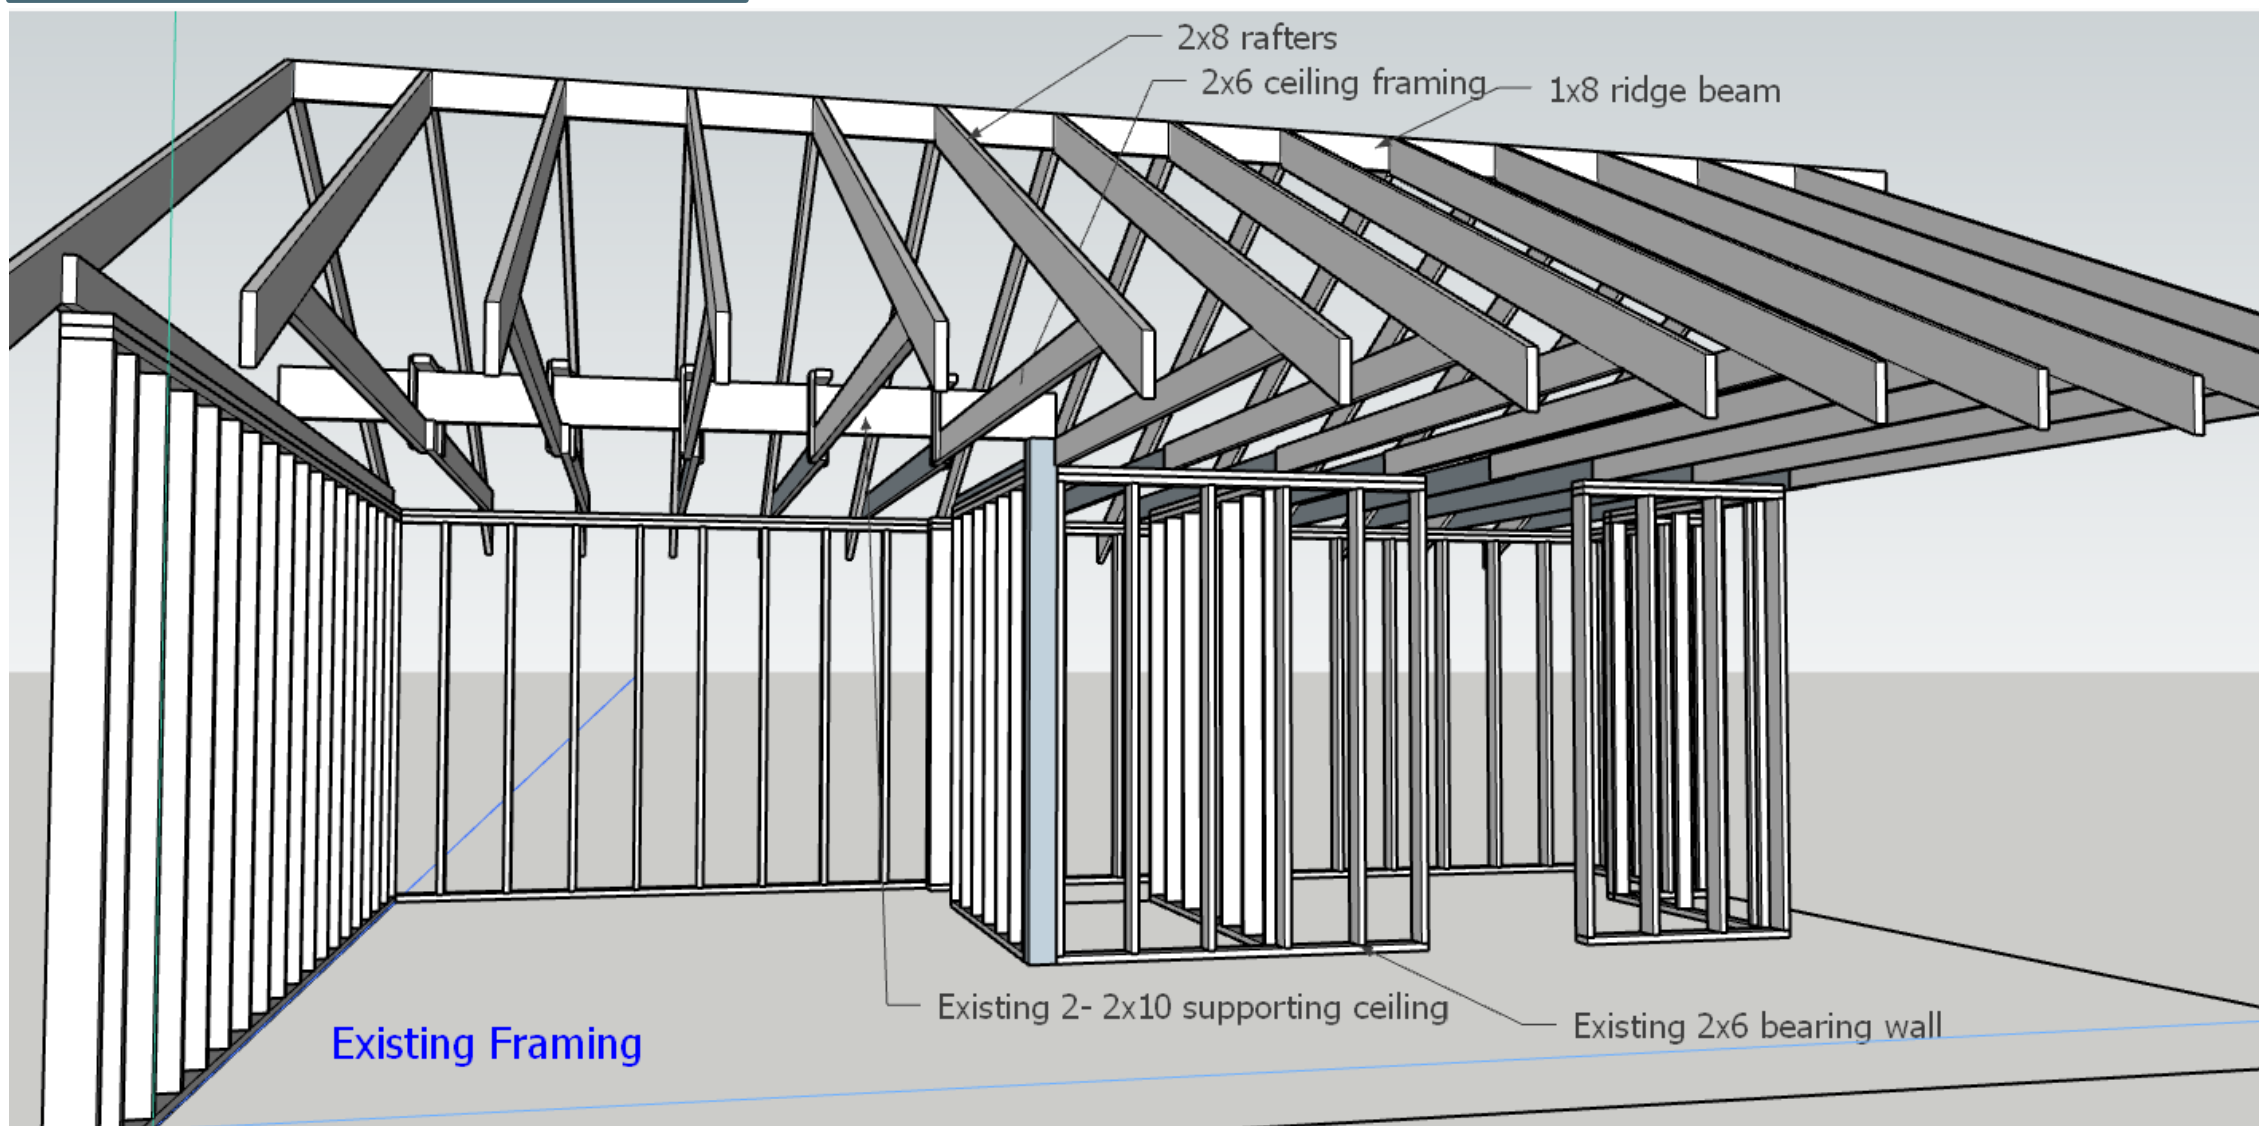 2x8 rafters
2x6 ceiling framing
1x8 ridge beam
Existing 2- 2x10 supporting ceiling
Existing 2x6 bearing wall
Existing Framing